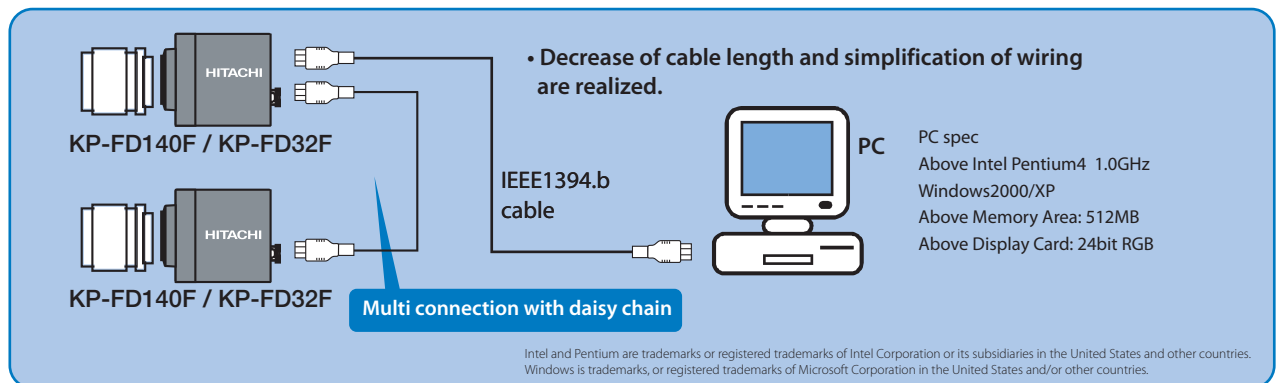 HITACHI
KP-FD140F / KP-FD32F
HITACHI
KP-FD140F / KP-FD32F
• Decrease of cable length and simplification of wiring
are realized.
IEEE1394.b
cable
Multi connection with daisy chain
PC
PC spec
Above Intel Pentium4 1.0GHz
Windows2000/XP
Above Memory Area: 512MB
Above Display Card: 24bit RGB
Intel and Pentium are trademarks or registered trademarks of Intel Corporation or its subsidiaries in the United States and other countries.
Windows is trademarks, or registered trademarks of Microsoft Corporation in the United States and/or other countries.